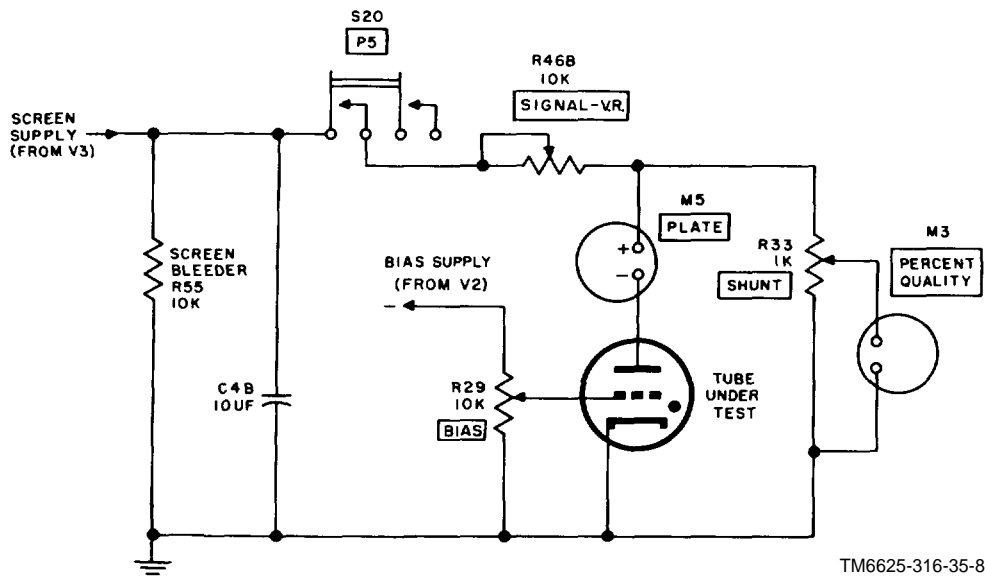 S20
P5
R46B
10K
SIGNAL-V.R.
SCREEN
SUPPLY
(FROM V3)
M5
PLATE
+
-
M3
PERCENT
QUALITY
R33
1K
SHUNT
SCREEN
BLEEDER
R55
10K
BIAS SUPPLY
(FROM V2)
-
C4B
10UF
R29
10K
BIAS
TUBE
UNDER
TEST
TM6625-316-35-8